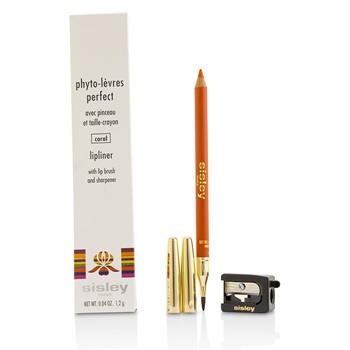 phyto-lèvres
perfect
avec pinceau
et taille-crayon
coral
lipliner
with lip brush
and sharpener
sisley
PARIS
NET WT. 0.04 OZ. 1,2 g
sisley
sisley